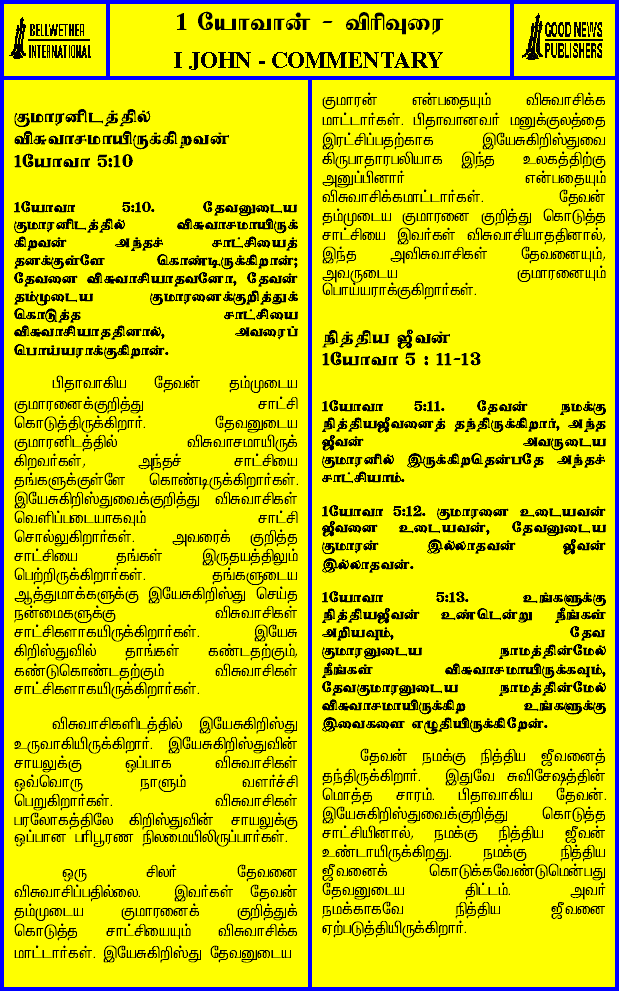 BELLWETHER
INTERNATIONAL
1 யோவான் - விரிவுரை
I JOHN - COMMENTARY
GOOD NEWS
PUBLISHERS
குமாரனிடத்தில்
விசுவாசமாயிருக்கிறவன்
1யோவா 5:10
1யோவா 5:10. தேவனுடைய
குமாரனிடத்தில் விசுவாசமாயிருக்
கிறவன் அந்தச் சாட்சியைத்
தனக்குள்ளே கொண்டிருக்கிறான்;
தேவனை விசுவாசியாதவனோ, தேவன்
தம்முடைய குமாரனைக்குறித்துக்
கொடுத்த சாட்சியை
விசுவாசியாததினால், அவரைப்
பொய்யராக்குகிறான்.
பிதாவாகிய தேவன் தம்முடைய
குமாரனைக்குறித்து சாட்சி
கொடுத்திருக்கிறார். தேவனுடைய
குமாரனிடத்தில் விசுவாசமாயிருக்
கிறவர்கள், அந்தச் சாட்சியை
தங்களுக்குள்ளே கொண்டிருக்கிறார்கள்.
இயேசுகிறிஸ்துவைக்குறித்து விசுவாசிகள்
வெளிப்படையாகவும் சாட்சி
சொல்லுகிறார்கள். அவரைக் குறித்த
சாட்சியை தங்கள் இருதயத்திலும்
பெற்றிருக்கிறார்கள். தங்களுடைய
ஆத்துமாக்களுக்கு இயேசுகிறிஸ்து செய்த
நன்மைகளுக்கு விசுவாசிகள்
சாட்சிகளாகயிருக்கிறார்கள். இயேசு
கிறிஸ்துவில் தாங்கள் கண்டதற்கும்,
கண்டுகொண்டதற்கும் விசுவாசிகள்
சாட்சிகளாகயிருக்கிறார்கள்.
விசுவாசிகளிடத்தில் இயேசுகிறிஸ்து
உருவாகியிருக்கிறார். இயேசுகிறிஸ்துவின்
சாயலுக்கு ஒப்பாக விசுவாசிகள்
ஒவ்வொரு நாளும் வளர்ச்சி
பெறுகிறார்கள். விசுவாசிகள்
பரலோகத்திலே கிறிஸ்துவின் சாயலுக்கு
ஒப்பான பரிபூரண நிலமையிலிருப்பார்கள்.
ஒரு சிலர் தேவனை
விசுவாசிப்பதில்லை. இவர்கள் தேவன்
தம்முடைய குமாரனைக் குறித்துக்
கொடுத்த சாட்சியையும் விசுவாசிக்க
மாட்டார்கள். இயேசுகிறிஸ்து தேவனுடைய
குமாரன் என்பதையும் விசுவாசிக்க
மாட்டார்கள். பிதாவானவர் மனுக்குலத்தை
இரட்சிப்பதற்காக இயேசுகிறிஸ்துவை
கிருபாதாரபலியாக இந்த உலகத்திற்கு
அனுப்பினார் என்பதையும்
விசுவாசிக்கமாட்டார்கள். தேவன்
தம்முடைய குமாரனை குறித்து கொடுத்த
சாட்சியை இவர்கள் விசுவாசியாததினால்,
இந்த அவிசுவாசிகள் தேவனையும்,
அவருடைய குமாரனையும்
பொய்யராக்குகிறார்கள்.
நித்திய ஜீவன்
1யோவா 5 : 11-13
1யோவா 5:11. தேவன் நமக்கு
நித்தியஜீவனைத் தந்திருக்கிறார், அந்த
ஜீவன் அவருடைய
குமாரனில் இருக்கிறதென்பதே அந்தச்
சாட்சியாம்.
1யோவா 5:12. குமாரனை உடையவன்
ஜீவனை உடையவன், தேவனுடைய
குமாரன் இல்லாதவன் ஜீவன்
இல்லாதவன்.
1யோவா 5:13. உங்களுக்கு
நித்தியஜீவன் உண்டென்று நீங்கள்
அறியவும், தேவ
குமாரனுடைய நாமத்தின்மேல்
நீங்கள் விசுவாசமாயிருக்கவும்,
தேவகுமாரனுடைய நாமத்தின்மேல்
விசுவாசமாயிருக்கிற உங்களுக்கு
இவைகளை எழுதியிருக்கிறேன்.
தேவன் நமக்கு நித்திய ஜீவனைத்
தந்திருக்கிறார். இதுவே சுவிசேஷத்தின்
மொத்த சாரம். பிதாவாகிய தேவன்.
இயேசுகிறிஸ்துவைக்குறித்து கொடுத்த
சாட்சியினால், நமக்கு நித்திய ஜீவன்
உண்டாயிருக்கிறது. நமக்கு நித்திய
ஜீவனைக் கொடுக்கவேண்டுமென்பது
தேவனுடைய திட்டம். அவர்
நமக்காகவே நித்திய ஜீவனை
ஏற்படுத்தியிருக்கிறார்.